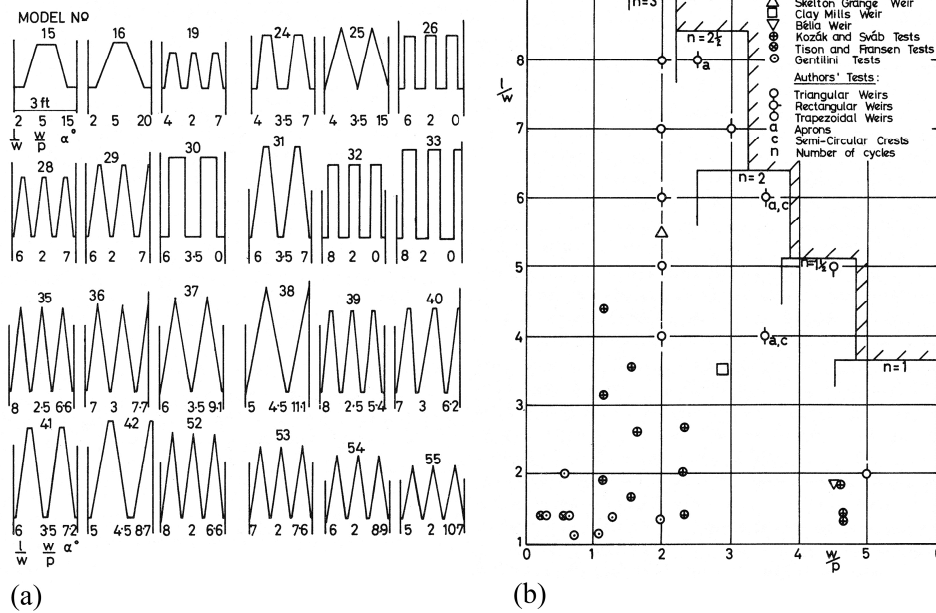 MODEL Nº
15 16 19 24 25 26
3 ft
2 5 15 2 5 20 4 2 7 4 3·5 7 4 3·5 15 6 2 0
l/w w/p α°
28 29 30 31 32 33
6 2 7 6 2 7 6 3·5 0 6 3·5 7 8 2 0 8 2 0
35 36 37 38 39 40
8 2·5 6·6 7 3 7·7 6 3·5 9·1 5 4·5 11·1 8 2·5 5·4 7 3 6·2
41 42 52 53 54 55
6 3·5 7·2 5 4·5 8·7 8 2 6·6 7 2 7·6 6 2 8·9 5 2 10·7
l/w w/p α°
(a)
n=3
n=2½
n=2
n=1½
n=1
a
a,c
a,c
Skelton Grange Weir
Clay Mills Weir
Bélia Weir
Kozák and Sváb Tests
Tison and Fransen Tests
Gentilini Tests
Authors' Tests:
Triangular Weirs
Rectangular Weirs
Trapezoidal Weirs
a Aprons
c Semi-Circular Crests
n Number of cycles
l/w
8
7
6
5
4
3
2
1
0 1 2 3 4 5 6
w/p
(b)